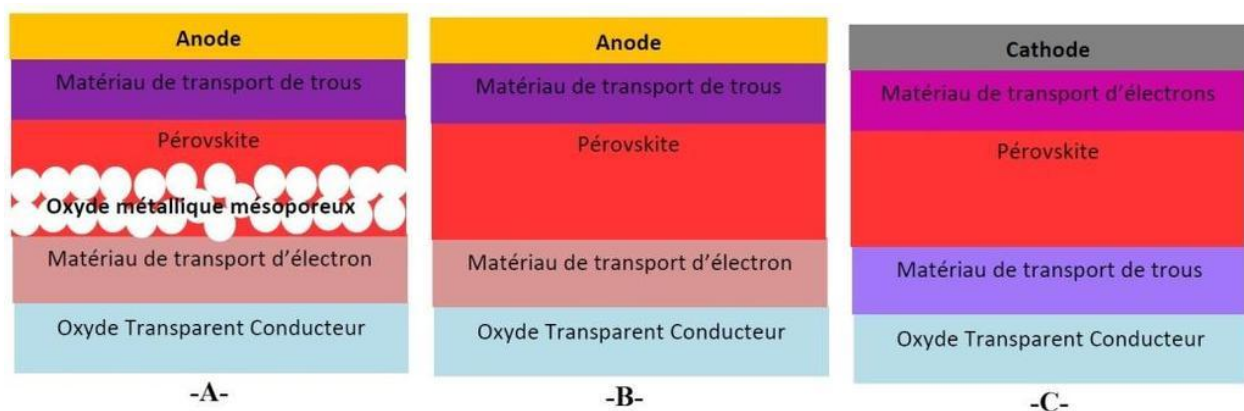 Anode
Matériau de transport de trous
Pérovskite
Oxyde métallique mésoporeux
Matériau de transport d'électron
Oxyde Transparent Conducteur
-A-
Anode
Matériau de transport de trous
Pérovskite
Matériau de transport d'électron
Oxyde Transparent Conducteur
-B-
Cathode
Matériau de transport d'électrons
Pérovskite
Matériau de transport de trous
Oxyde Transparent Conducteur
-C-